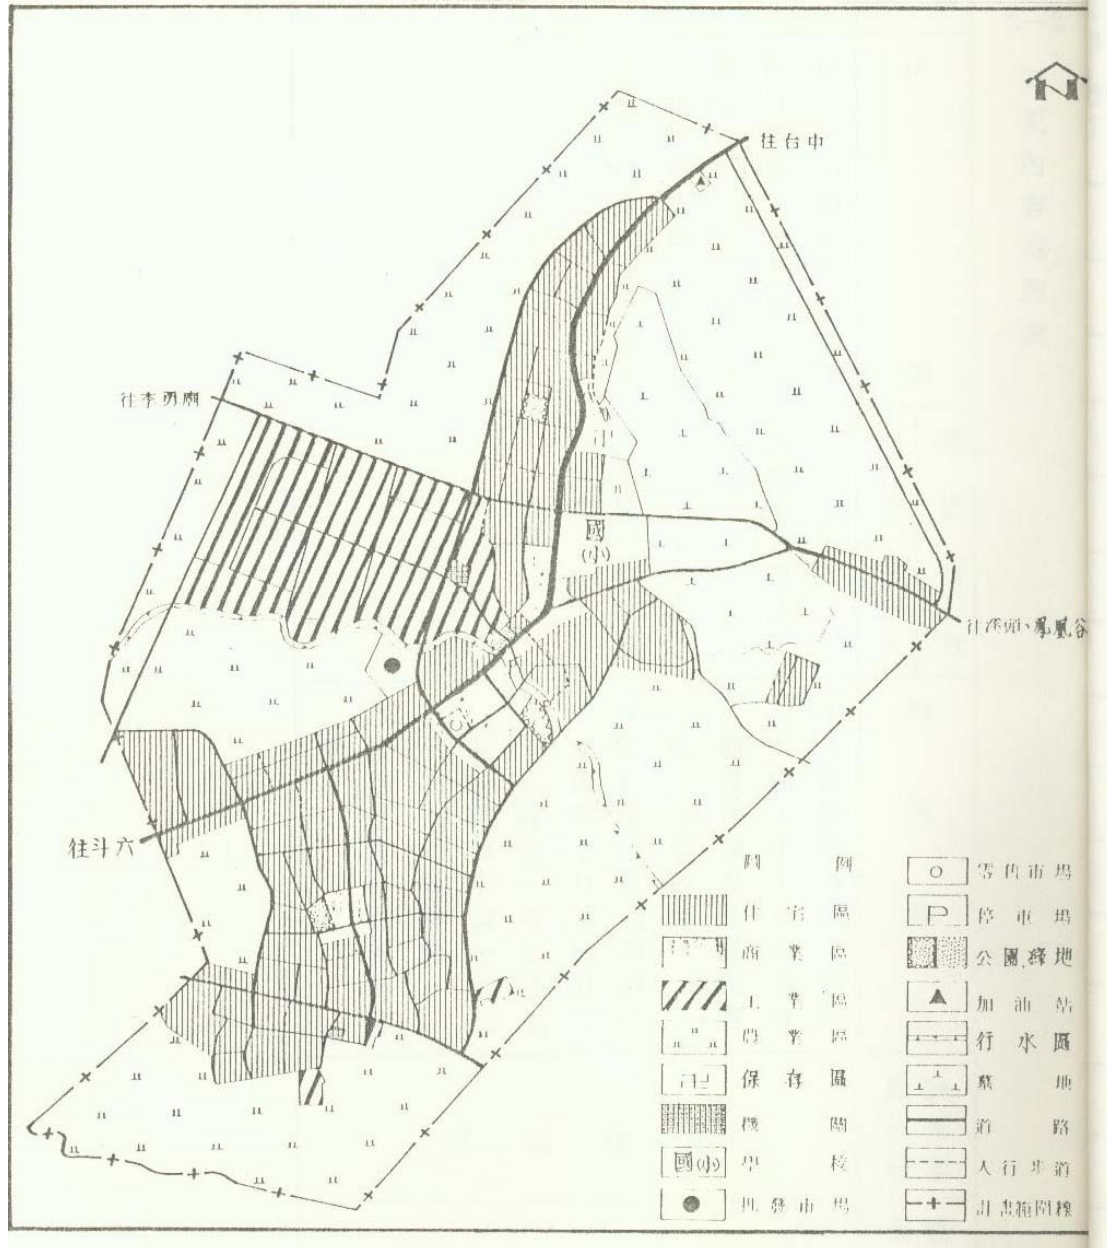 往台中
往李勇廟
國
(小)
往溪頭、鳳凰谷
往斗六
圖例
住宅區
商業區
工業區
農業區
保存區
機關
國(小) 學校
批發市場
零售市場
P 停車場
公園、綠地
加油站
行水區
墓地
道路
人行步道
計畫範圍線